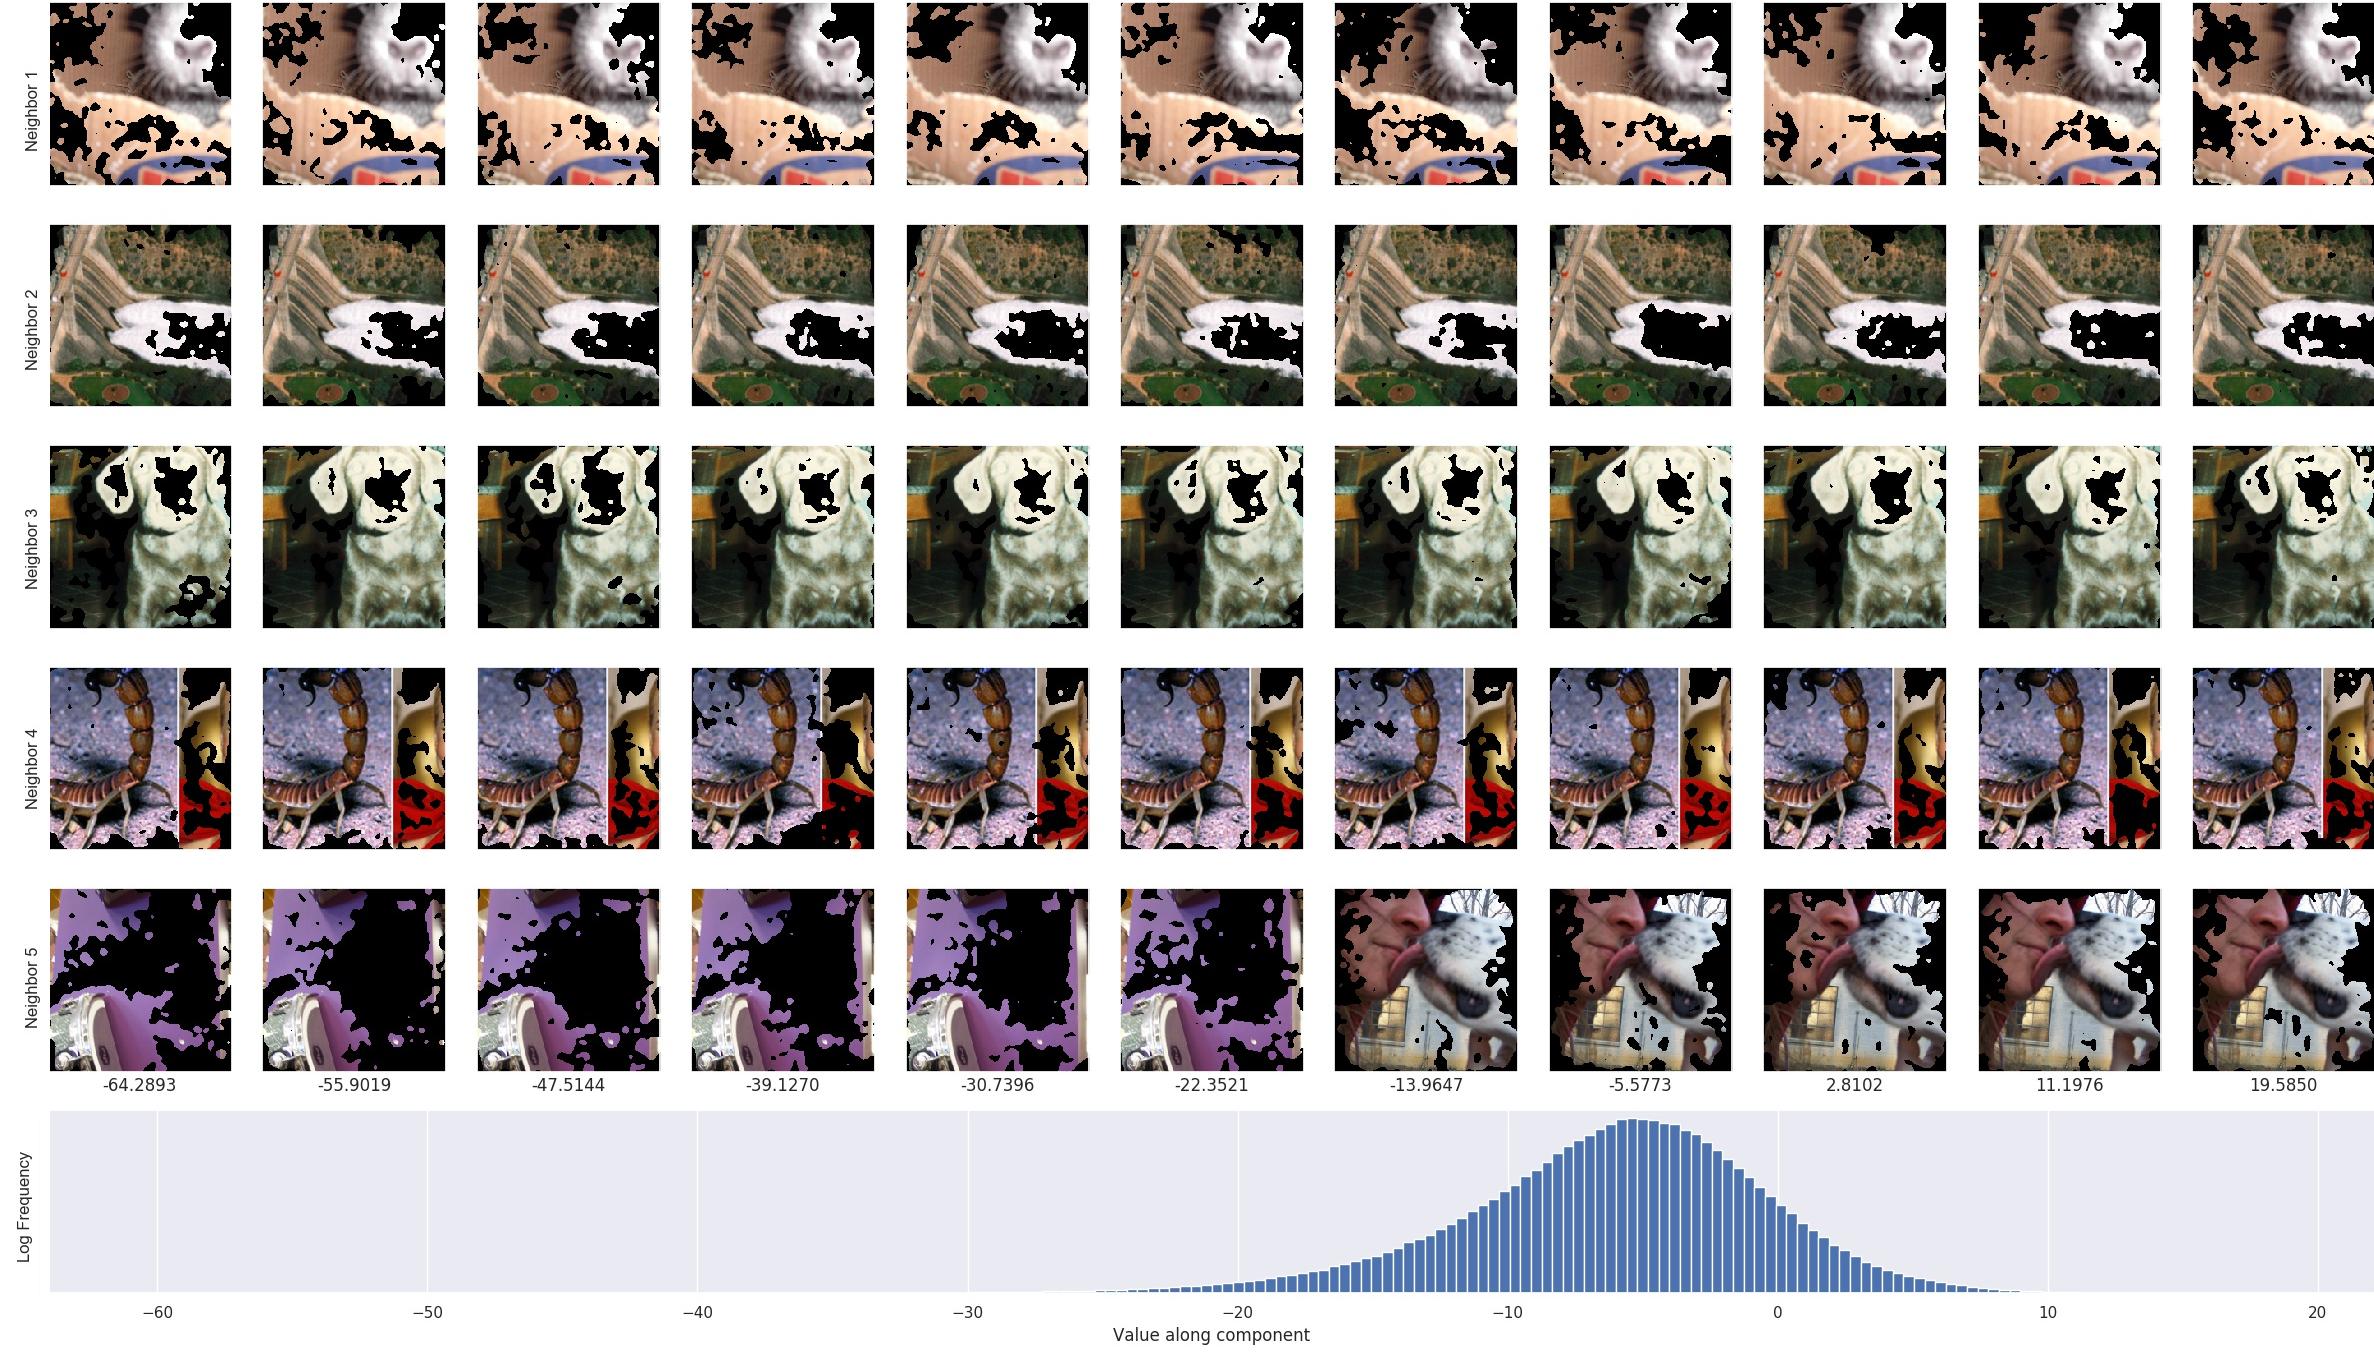 Neighbor 1
Neighbor 2
Neighbor 3
Neighbor 4
Neighbor 5
-64.2893 -55.9019 -47.5144 -39.1270 -30.7396 -22.3521 -13.9647 -5.5773 2.8102 11.1976 19.5850
Log Frequency
−60 −50 −40 −30 −20 −10 0 10 20
Value along component